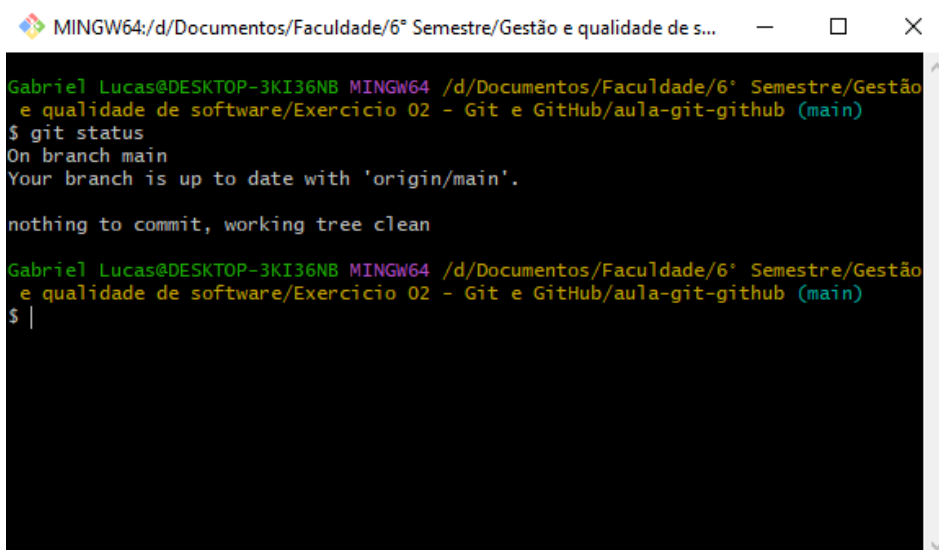 MINGW64:/d/Documentos/Faculdade/6° Semestre/Gestão e qualidade de s...
Gabriel Lucas@DESKTOP-3KI36NB MINGW64 /d/Documentos/Faculdade/6° Semestre/Gestão
e qualidade de software/Exercicio 02 - Git e GitHub/aula-git-github (main)
$ git status
On branch main
Your branch is up to date with 'origin/main'.
nothing to commit, working tree clean
Gabriel Lucas@DESKTOP-3KI36NB MINGW64 /d/Documentos/Faculdade/6° Semestre/Gestão
e qualidade de software/Exercicio 02 - Git e GitHub/aula-git-github (main)
$